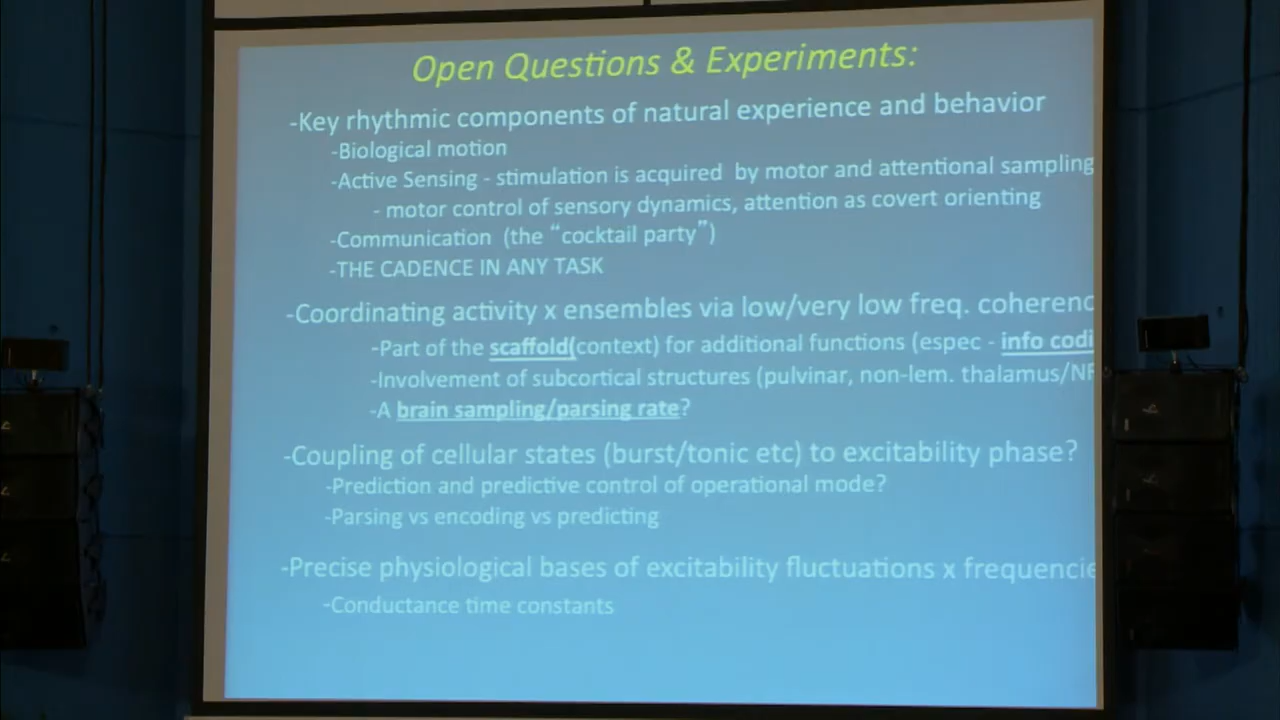 Open Questions & Experiments:
-Key rhythmic components of natural experience and behavior
-Biological motion
-Active Sensing - stimulation is acquired by motor and attentional sampling
- motor control of sensory dynamics, attention as covert orienting
-Communication (the “cocktail party”)
-THE CADENCE IN ANY TASK
-Coordinating activity x ensembles via low/very low freq. coherenc
-Part of the scaffold(context) for additional functions (espec - info codi
-Involvement of subcortical structures (pulvinar, non-lem. thalamus/NR
-A brain sampling/parsing rate?
-Coupling of cellular states (burst/tonic etc) to excitability phase?
-Prediction and predictive control of operational mode?
-Parsing vs encoding vs predicting
-Precise physiological bases of excitability fluctuations x frequencie
-Conductance time constants